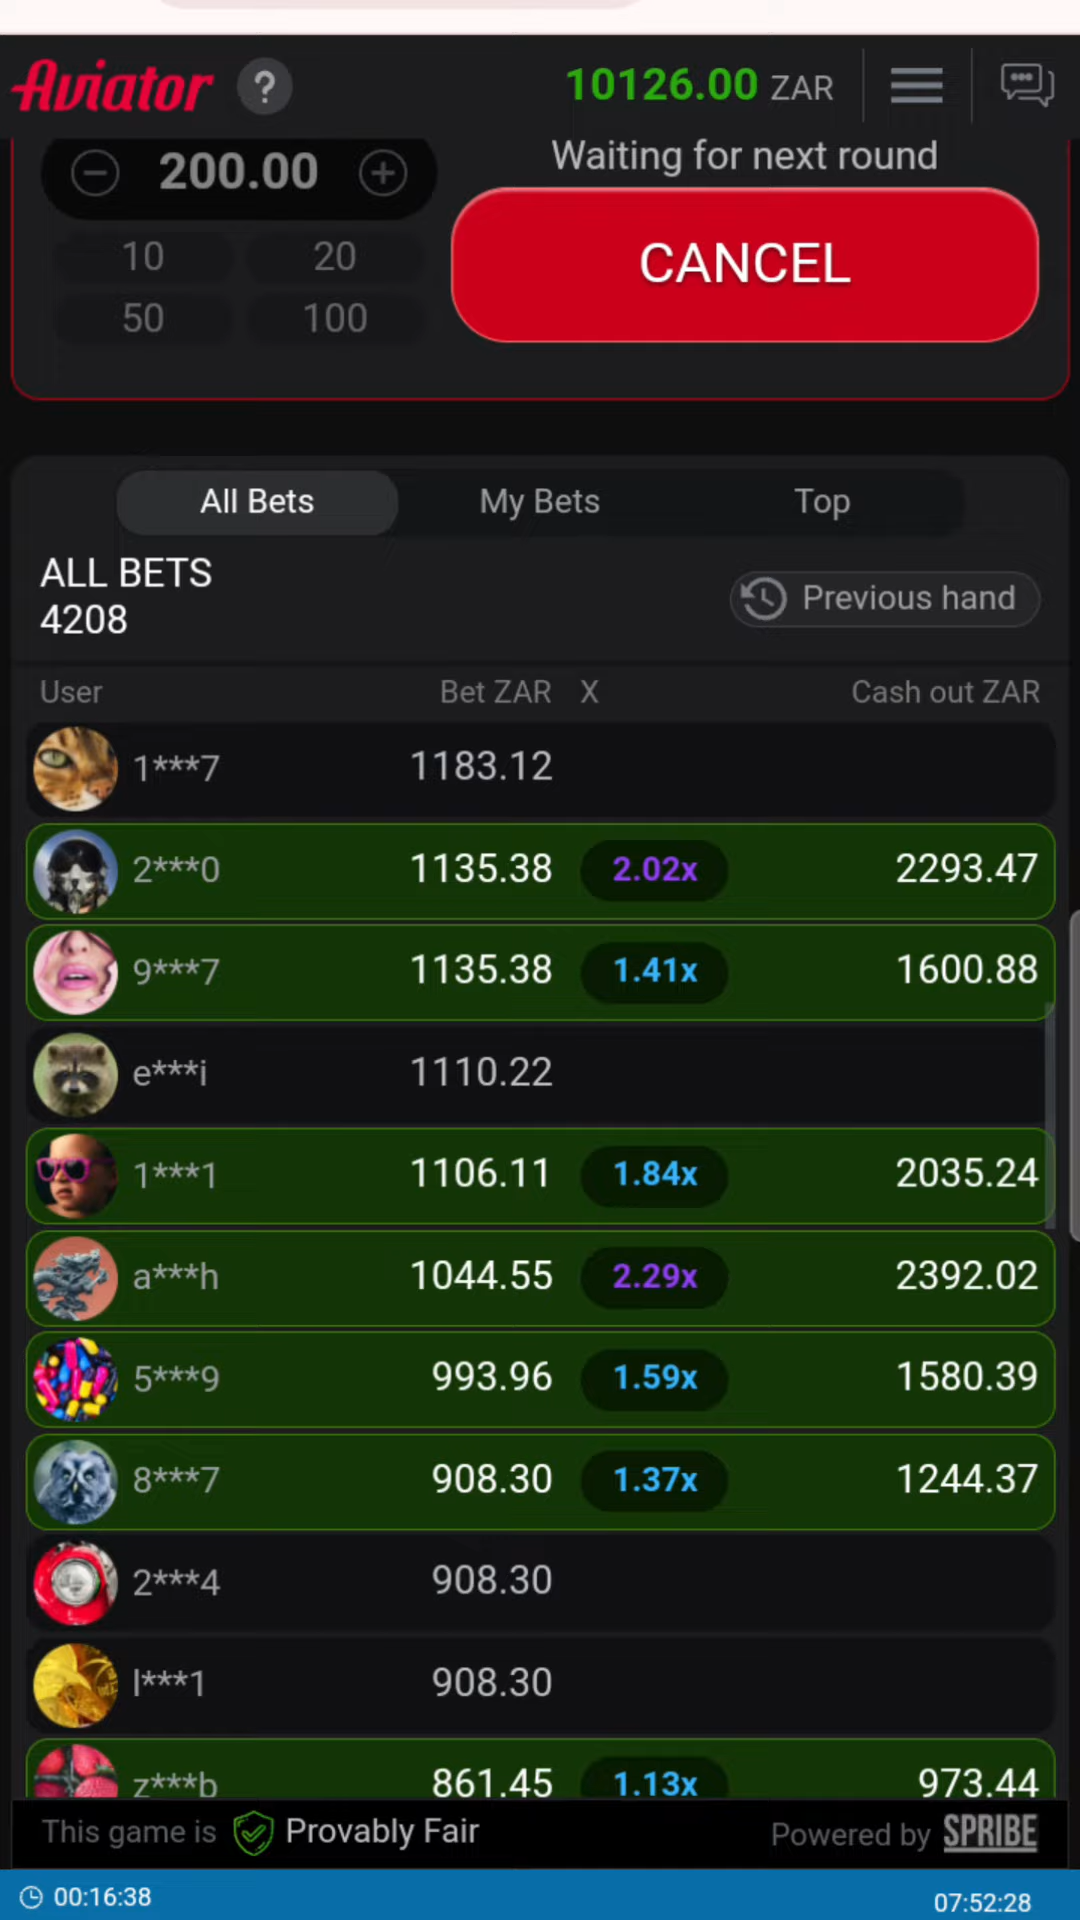 Aviator ? 10126.00 ZAR
200.00
Waiting for next round
CANCEL
10 20
50 100
All Bets My Bets Top
ALL BETS
4208
Previous hand
User Bet ZAR X Cash out ZAR
1***7 1183.12
2***0 1135.38 2.02x 2293.47
9***7 1135.38 1.41x 1600.88
e***i 1110.22
1***1 1106.11 1.84x 2035.24
a***h 1044.55 2.29x 2392.02
5***9 993.96 1.59x 1580.39
8***7 908.30 1.37x 1244.37
2***4 908.30
l***1 908.30
z***b 861.45 1.13x 973.44
This game is Provably Fair Powered by SPRIBE
00:16:38 07:52:28